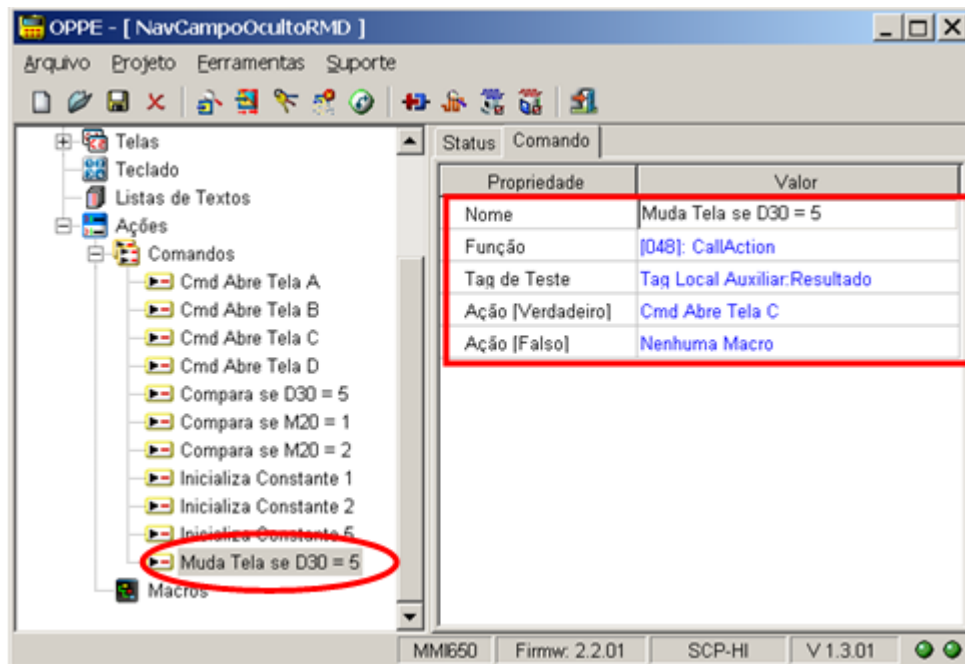 OPPE - [ NavCampoOcultoRMD ]
Arquivo Projeto Ferramentas Suporte
Telas
Teclado
Listas de Textos
Ações
Comandos
Cmd Abre Tela A
Cmd Abre Tela B
Cmd Abre Tela C
Cmd Abre Tela D
Compara se D30 = 5
Compara se M20 = 1
Compara se M20 = 2
Inicializa Constante 1
Inicializa Constante 2
Inicializa Constante 5
Muda Tela se D30 = 5
Macros
Status Comando
Propriedade Valor
Nome Muda Tela se D30 = 5
Função [048]: CallAction
Tag de Teste Tag Local Auxiliar:Resultado
Ação [Verdadeiro] Cmd Abre Tela C
Ação [Falso] Nenhuma Macro
MMI650 Firmw: 2.2.01 SCP-HI V 1.3.01